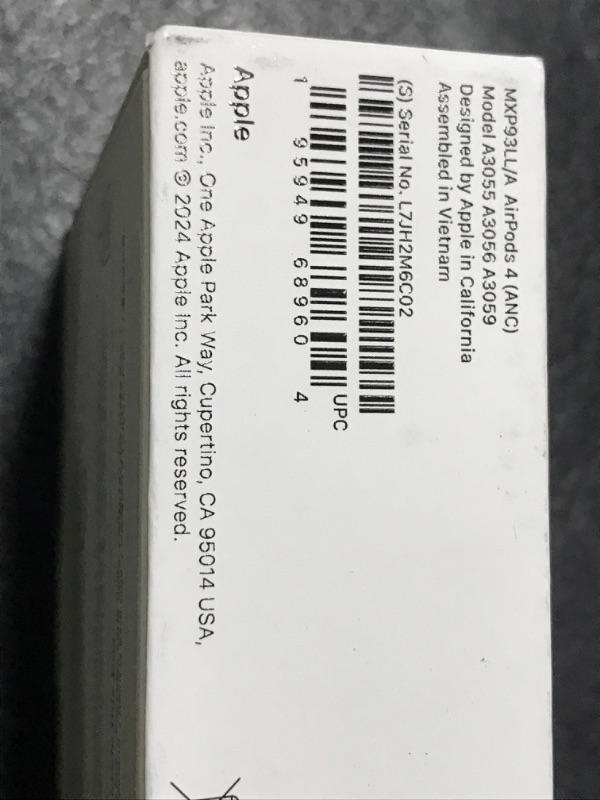 MXP93LL/A AirPods 4 (ANC)
Model A3055 A3056 A3059
Designed by Apple in California
Assembled in Vietnam
(S) Serial No. L7JH2M6C02
UPC
1 95949 68960 4
Apple
Apple Inc., One Apple Park Way, Cupertino, CA 95014 USA,
apple.com © 2024 Apple Inc. All rights reserved.